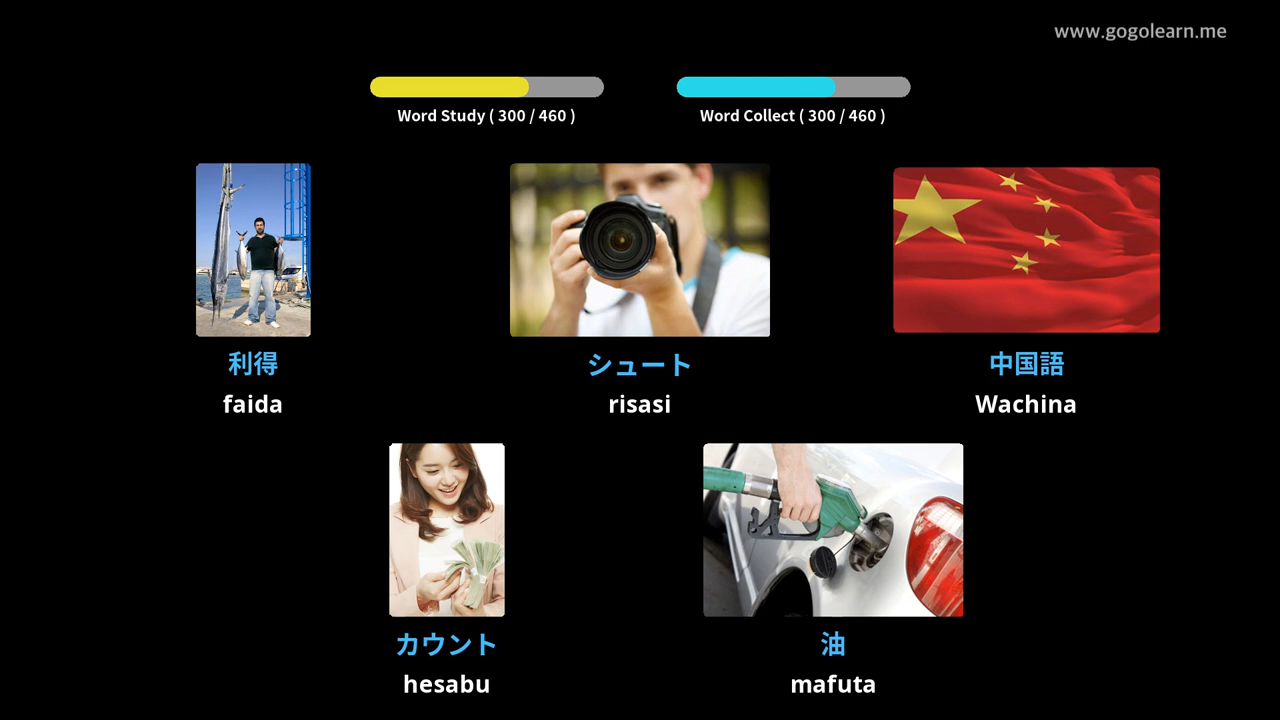 www.gogolearn.me
Word Study ( 300 / 460 )
Word Collect ( 300 / 460 )
利得
faida
シュート
risasi
中国語
Wachina
カウント
hesabu
油
mafuta